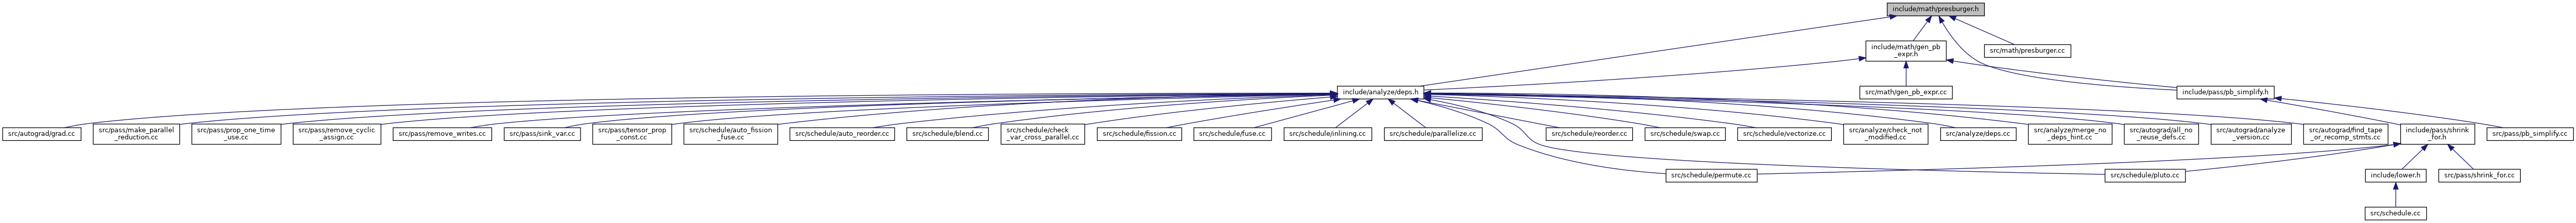 include/math/presburger.h
include/math/gen_pb
_expr.h
src/math/presburger.cc
include/analyze/deps.h
src/math/gen_pb_expr.cc
include/pass/pb_simplify.h
src/autograd/grad.cc
src/pass/make_parallel
_reduction.cc
src/pass/prop_one_time
_use.cc
src/pass/remove_cyclic
_assign.cc
src/pass/remove_writes.cc
src/pass/sink_var.cc
src/pass/tensor_prop
_const.cc
src/schedule/auto_fission
_fuse.cc
src/schedule/auto_reorder.cc
src/schedule/blend.cc
src/schedule/check
_var_cross_parallel.cc
src/schedule/fission.cc
src/schedule/fuse.cc
src/schedule/inlining.cc
src/schedule/parallelize.cc
src/schedule/reorder.cc
src/schedule/swap.cc
src/schedule/vectorize.cc
src/analyze/check_not
_modified.cc
src/analyze/deps.cc
src/analyze/merge_no
_deps_hint.cc
src/autograd/all_no
_reuse_defs.cc
src/autograd/analyze
_version.cc
src/autograd/find_tape
_or_recomp_stmts.cc
include/pass/shrink
_for.h
src/pass/pb_simplify.cc
src/schedule/permute.cc
src/schedule/pluto.cc
include/lower.h
src/pass/shrink_for.cc
src/schedule.cc